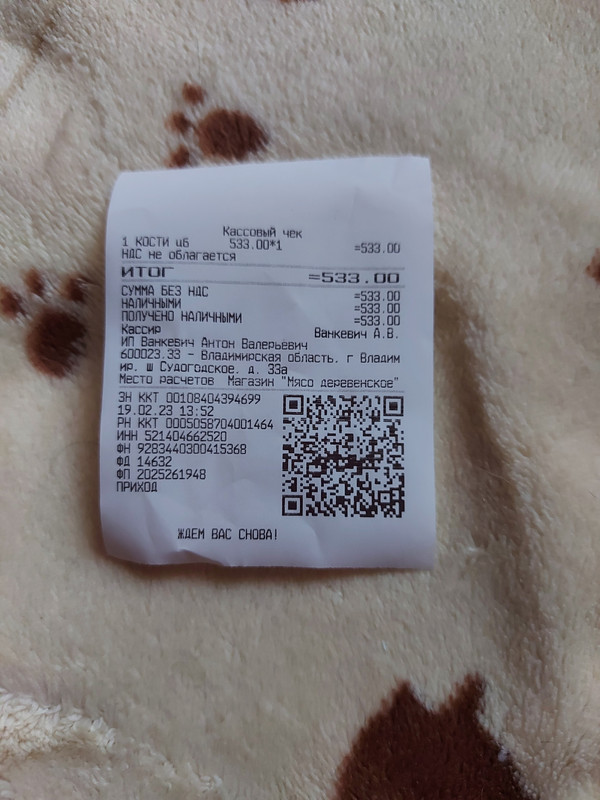 Кассовый чек
1 КОСТИ цБ 533.00*1 =533.00
НДС не облагается
ИТОГ =533.00
СУММА БЕЗ НДС =533.00
НАЛИЧНЫМИ =533.00
ПОЛУЧЕНО НАЛИЧНЫМИ =533.00
Кассир Ванкевич А.В.
ИП Ванкевич Антон Валерьевич
600023.33 - Владимирская область. г Владим
ир. ш Судогодское. д. 33а
Место расчетов Магазин "Мясо деревенское"
ЗН ККТ 00108404394699
19.02.23 13:52
РН ККТ 0005058704001464
ИНН 521404662520
ФН 9283440300415368
ФД 14632
ФП 2025261948
ПРИХОД
ЖДЕМ ВАС СНОВА!